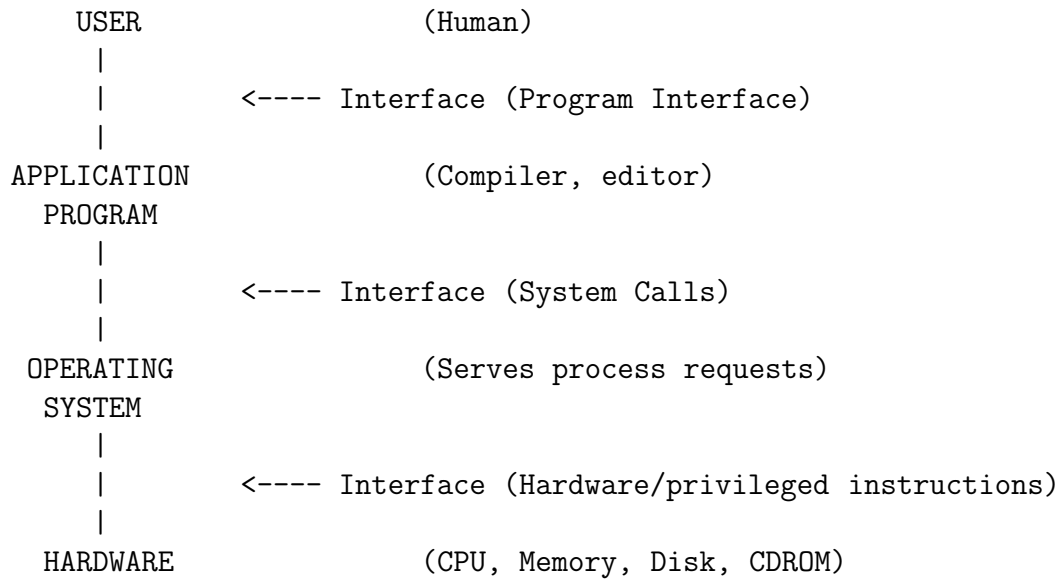 USER (Human)
|
| <---- Interface (Program Interface)
|
APPLICATION (Compiler, editor)
PROGRAM
|
| <---- Interface (System Calls)
|
OPERATING (Serves process requests)
SYSTEM
|
| <---- Interface (Hardware/privileged instructions)
|
HARDWARE (CPU, Memory, Disk, CDROM)